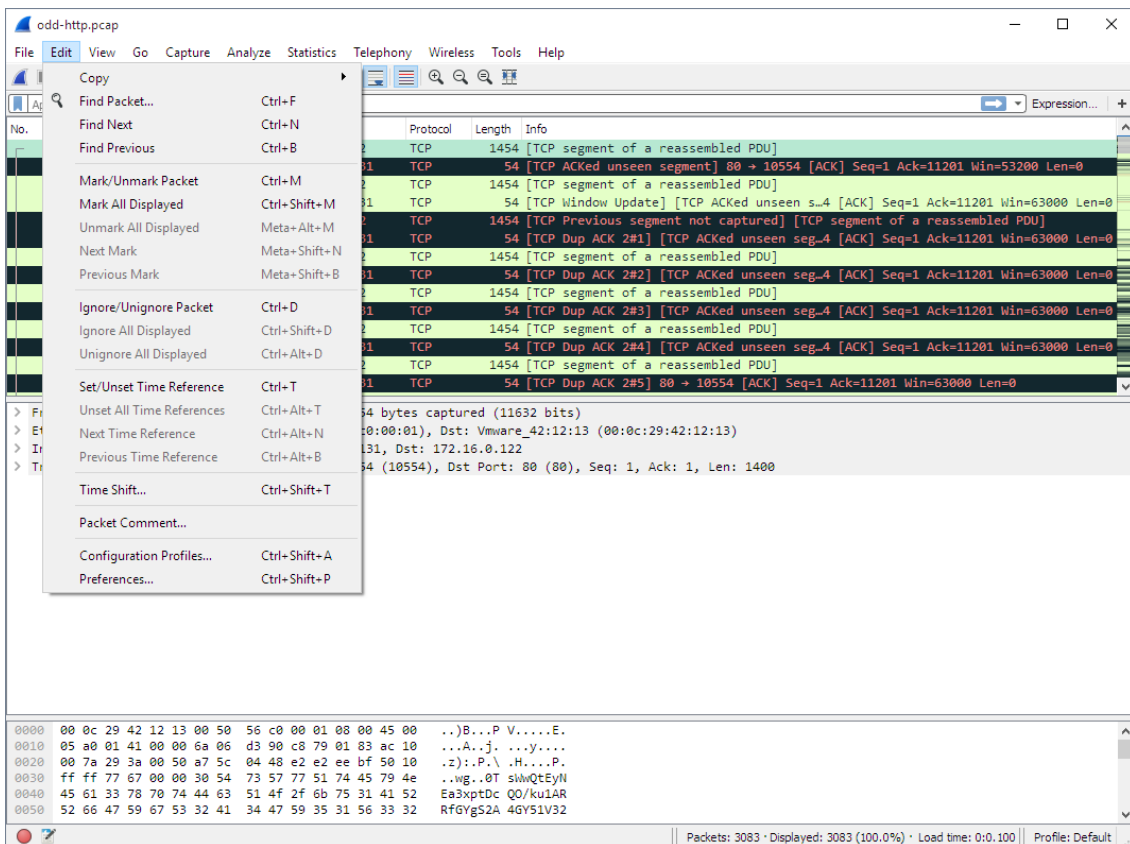 odd-http.pcap
File Edit View Go Capture Analyze Statistics Telephony Wireless Tools Help
Expression... +
Copy
Find Packet... Ctrl+F
Find Next Ctrl+N
Find Previous Ctrl+B
Mark/Unmark Packet Ctrl+M
Mark All Displayed Ctrl+Shift+M
Unmark All Displayed Meta+Alt+M
Next Mark Meta+Shift+N
Previous Mark Meta+Shift+B
Ignore/Unignore Packet Ctrl+D
Ignore All Displayed Ctrl+Shift+D
Unignore All Displayed Ctrl+Alt+D
Set/Unset Time Reference Ctrl+T
Unset All Time References Ctrl+Alt+T
Next Time Reference Ctrl+Alt+N
Previous Time Reference Ctrl+Alt+B
Time Shift... Ctrl+Shift+T
Packet Comment...
Configuration Profiles... Ctrl+Shift+A
Preferences... Ctrl+Shift+P
No. Protocol Length Info
2 TCP 1454 [TCP segment of a reassembled PDU]
31 TCP 54 [TCP ACKed unseen segment] 80 → 10554 [ACK] Seq=1 Ack=11201 Win=53200 Len=0
2 TCP 1454 [TCP segment of a reassembled PDU]
31 TCP 54 [TCP Window Update] [TCP ACKed unseen s…4 [ACK] Seq=1 Ack=11201 Win=63000 Len=0
2 TCP 1454 [TCP Previous segment not captured] [TCP segment of a reassembled PDU]
31 TCP 54 [TCP Dup ACK 2#1] [TCP ACKed unseen seg…4 [ACK] Seq=1 Ack=11201 Win=63000 Len=0
2 TCP 1454 [TCP segment of a reassembled PDU]
31 TCP 54 [TCP Dup ACK 2#2] [TCP ACKed unseen seg…4 [ACK] Seq=1 Ack=11201 Win=63000 Len=0
2 TCP 1454 [TCP segment of a reassembled PDU]
31 TCP 54 [TCP Dup ACK 2#3] [TCP ACKed unseen seg…4 [ACK] Seq=1 Ack=11201 Win=63000 Len=0
2 TCP 1454 [TCP segment of a reassembled PDU]
31 TCP 54 [TCP Dup ACK 2#4] [TCP ACKed unseen seg…4 [ACK] Seq=1 Ack=11201 Win=63000 Len=0
2 TCP 1454 [TCP segment of a reassembled PDU]
31 TCP 54 [TCP Dup ACK 2#5] 80 → 10554 [ACK] Seq=1 Ack=11201 Win=63000 Len=0
54 bytes captured (11632 bits)
:0:00:01), Dst: Vmware_42:12:13 (00:0c:29:42:12:13)
131, Dst: 172.16.0.122
54 (10554), Dst Port: 80 (80), Seq: 1, Ack: 1, Len: 1400
0000 00 0c 29 42 12 13 00 50 56 c0 00 01 08 00 45 00 ..)B...P V.....E.
0010 05 a0 01 41 00 00 6a 06 d3 90 c8 79 01 83 ac 10 ...A..j. ...y....
0020 00 7a 29 3a 00 50 a7 5c 04 48 e2 e2 ee bf 50 10 .z):.P.\ .H....P.
0030 ff ff 77 67 00 00 30 54 73 57 77 51 74 45 79 4e ..wg..0T sWwQtEyN
0040 45 61 33 78 70 74 44 63 51 4f 2f 6b 75 31 41 52 Ea3xptDc QO/ku1AR
0050 52 66 47 59 67 53 32 41 34 47 59 35 31 56 33 32 RfGYgS2A 4GY51V32
Packets: 3083 · Displayed: 3083 (100.0%) · Load time: 0:0.100 Profile: Default